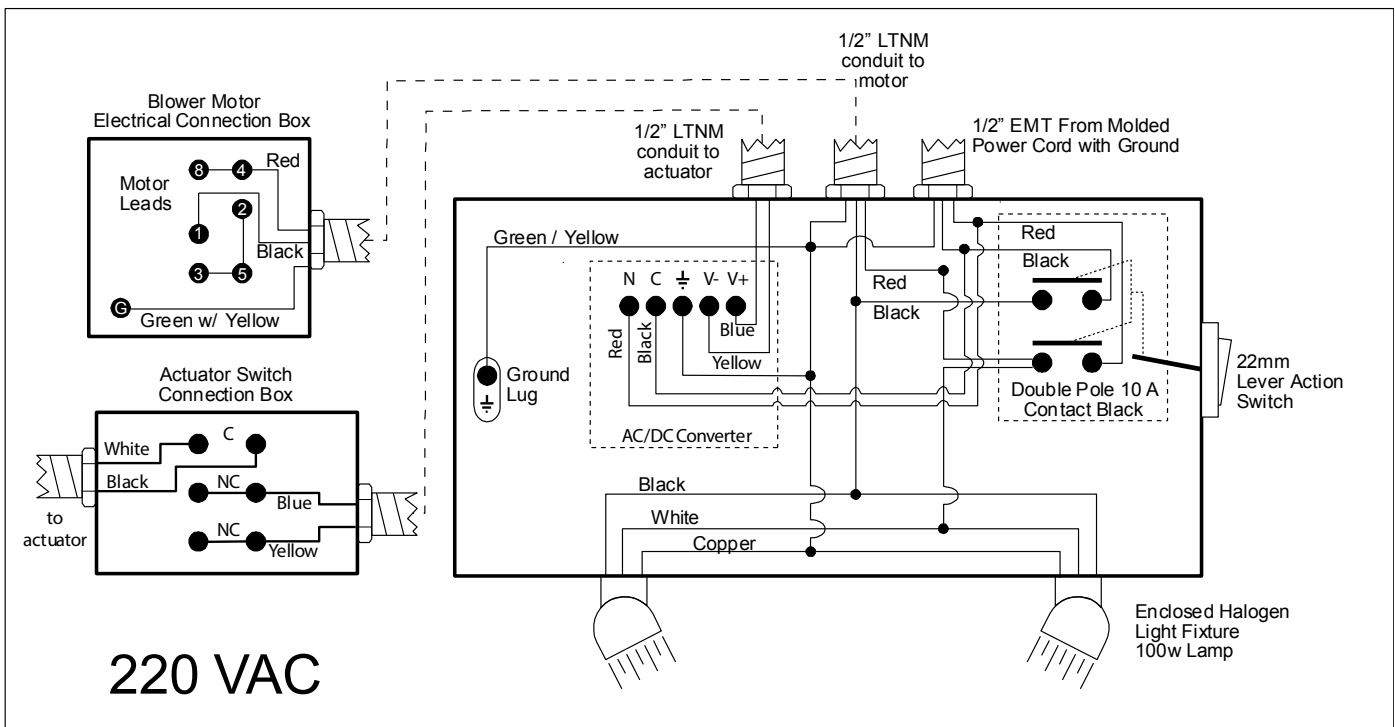 1/2” LTNM
conduit to
motor
Blower Motor
Electrical Connection Box
1/2” LTNM
conduit to
actuator
1/2” EMT From Molded
Power Cord with Ground
8
4
Red
Motor
Leads
2
1
Black
3
5
G
Green w/ Yellow
Green / Yellow
Red
Black
N C V- V+
Red
Black
Red
Black
Blue
Yellow
Ground
Lug
AC/DC Converter
Double Pole 10 A
Contact Black
22mm
Lever Action
Switch
Actuator Switch
Connection Box
White
C
Black
NC
Blue
NC
Yellow
to
actuator
Black
White
Copper
Enclosed Halogen
Light Fixture
100w Lamp
220 VAC